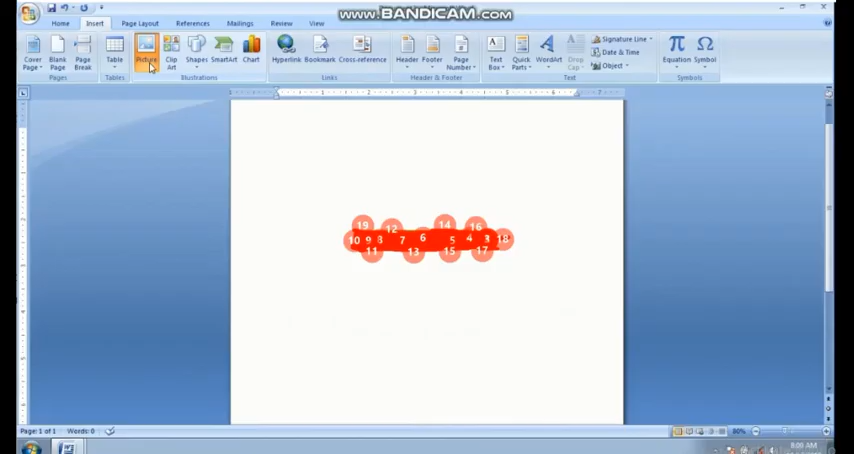 www.BANDICAM.com
Home Insert Page Layout References Mailings Review View
Cover Page Blank Page Page Break Table Picture Clip Art Shapes SmartArt Chart Hyperlink Bookmark Cross-reference Header Footer Page Number Text Box Quick Parts WordArt Drop Cap Signature Line Date & Time Object Equation Symbol
Pages Tables Illustrations Links Header & Footer Text Symbols
19 12 14 16
10 9 8 7 6 5 4 3 18
11 13 15 17
Page: 1 of 1 Words: 0 80%
8:00 AM